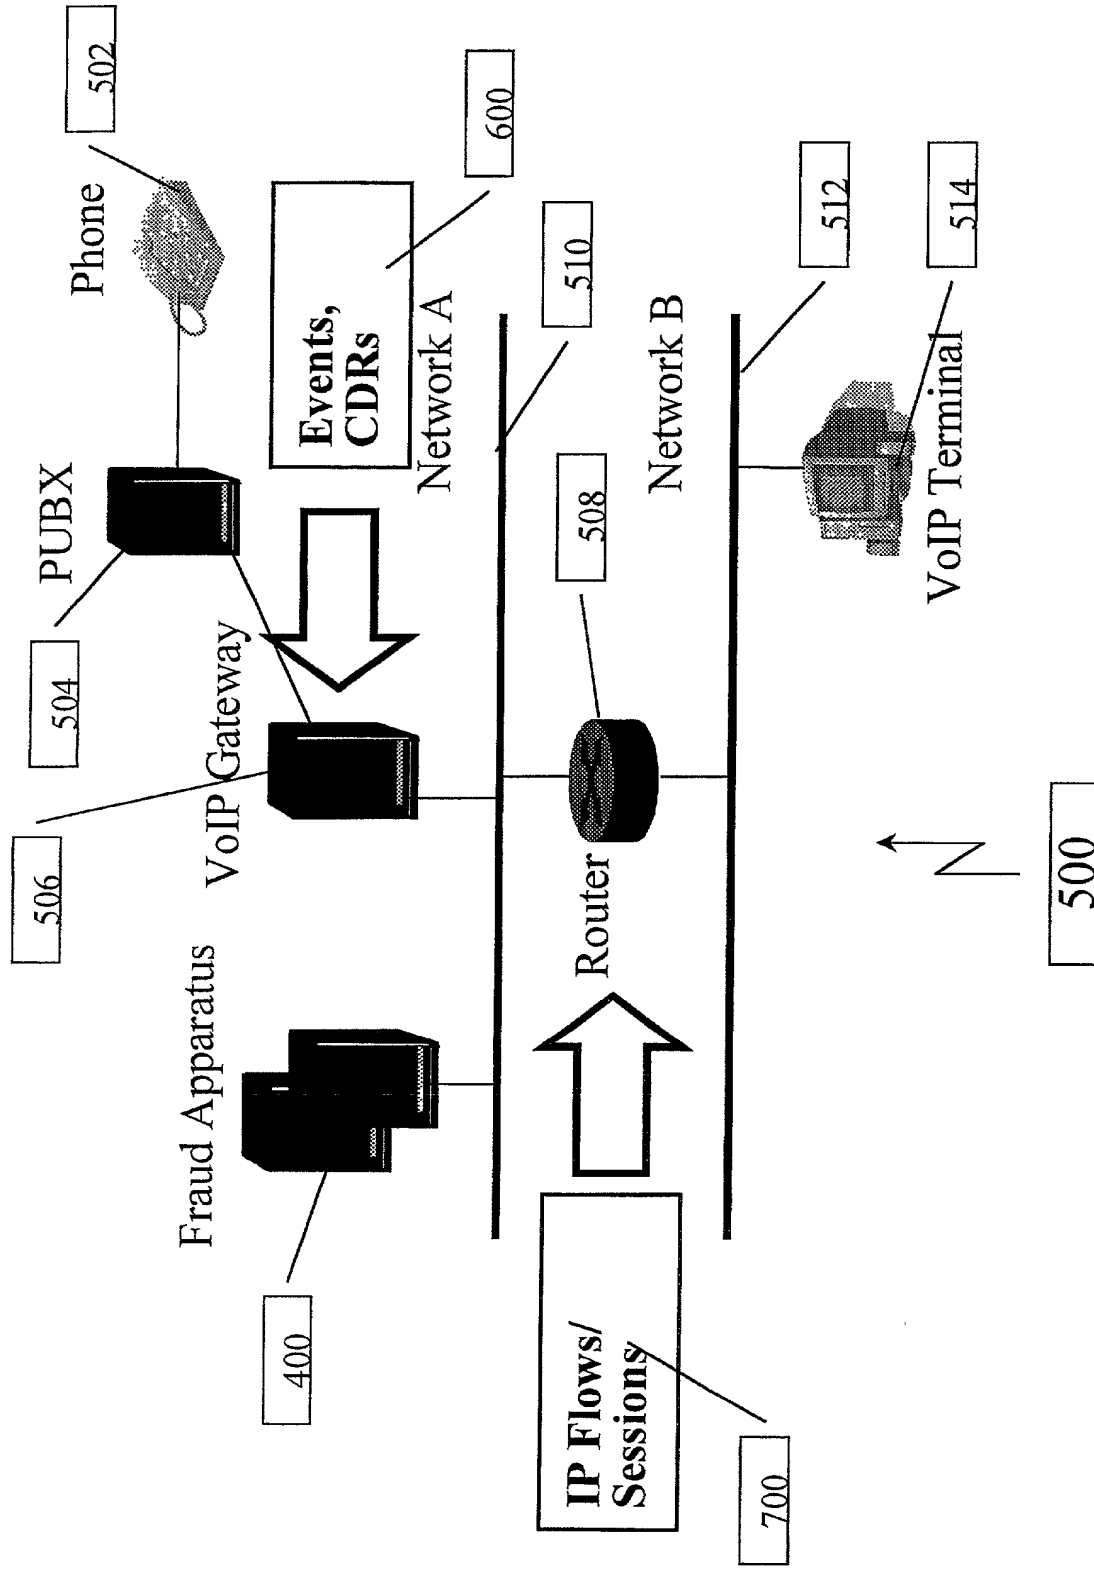 506
504
502
Fraud Apparatus
VoIP Gateway
PUBX
Phone
400
Events,
CDRs
600
Network A
510
IP Flows/
Sessions
Router
508
Network B
700
512
VoIP Terminal
514
500